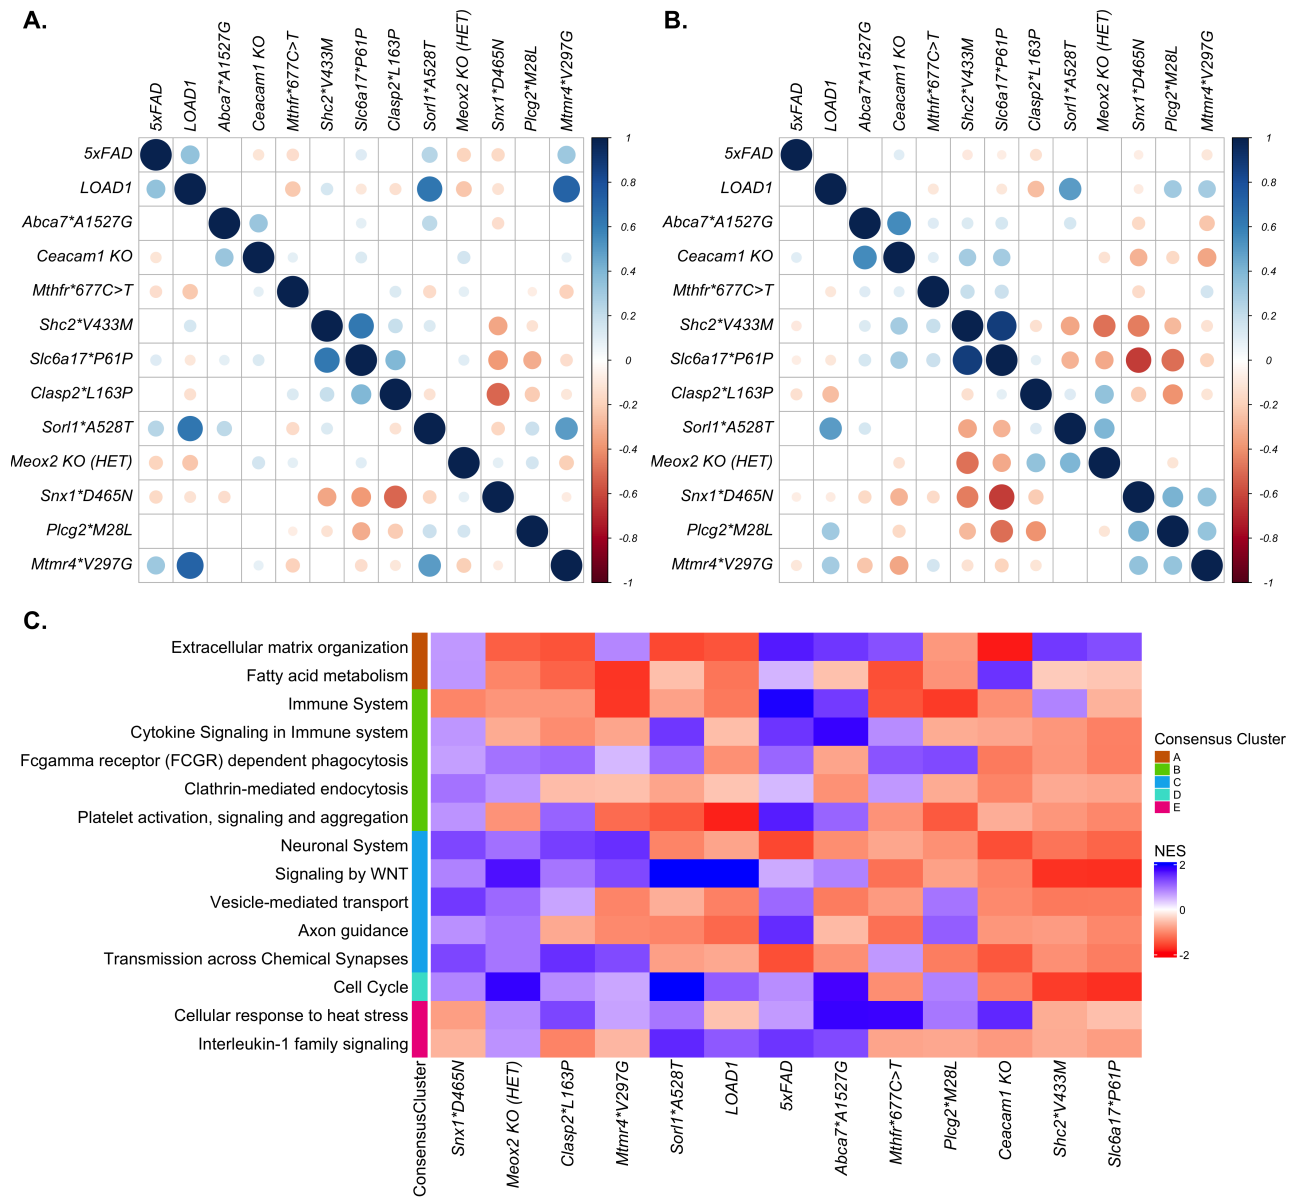 A.
5xFAD
LOAD1
Abca7*A1527G
Ceacam1 KO
Mthfr*677C>T
Shc2*V433M
Slc6a17*P61P
Clasp2*L163P
Sorl1*A528T
Meox2 KO (HET)
Snx1*D465N
Plcg2*M28L
Mtmr4*V297G
5xFAD
LOAD1
Abca7*A1527G
Ceacam1 KO
Mthfr*677C>T
Shc2*V433M
Slc6a17*P61P
Clasp2*L163P
Sorl1*A528T
Meox2 KO (HET)
Snx1*D465N
Plcg2*M28L
Mtmr4*V297G
1
0.8
0.6
0.4
0.2
0
-0.2
-0.4
-0.6
-0.8
-1
B.
5xFAD
LOAD1
Abca7*A1527G
Ceacam1 KO
Mthfr*677C>T
Shc2*V433M
Slc6a17*P61P
Clasp2*L163P
Sorl1*A528T
Meox2 KO (HET)
Snx1*D465N
Plcg2*M28L
Mtmr4*V297G
5xFAD
LOAD1
Abca7*A1527G
Ceacam1 KO
Mthfr*677C>T
Shc2*V433M
Slc6a17*P61P
Clasp2*L163P
Sorl1*A528T
Meox2 KO (HET)
Snx1*D465N
Plcg2*M28L
Mtmr4*V297G
1
0.8
0.6
0.4
0.2
0
-0.2
-0.4
-0.6
-0.8
-1
C.
Extracellular matrix organization
Fatty acid metabolism
Immune System
Cytokine Signaling in Immune system
Fcgamma receptor (FCGR) dependent phagocytosis
Clathrin-mediated endocytosis
Platelet activation, signaling and aggregation
Neuronal System
Signaling by WNT
Vesicle-mediated transport
Axon guidance
Transmission across Chemical Synapses
Cell Cycle
Cellular response to heat stress
Interleukin-1 family signaling
ConsensusCluster
Snx1*D465N
Meox2 KO (HET)
Clasp2*L163P
Mtmr4*V297G
Sorl1*A528T
LOAD1
5xFAD
Abca7*A1527G
Mthfr*677C>T
Plcg2*M28L
Ceacam1 KO
Shc2*V433M
Slc6a17*P61P
Consensus Cluster
A
B
C
D
E
NES
2
0
-2